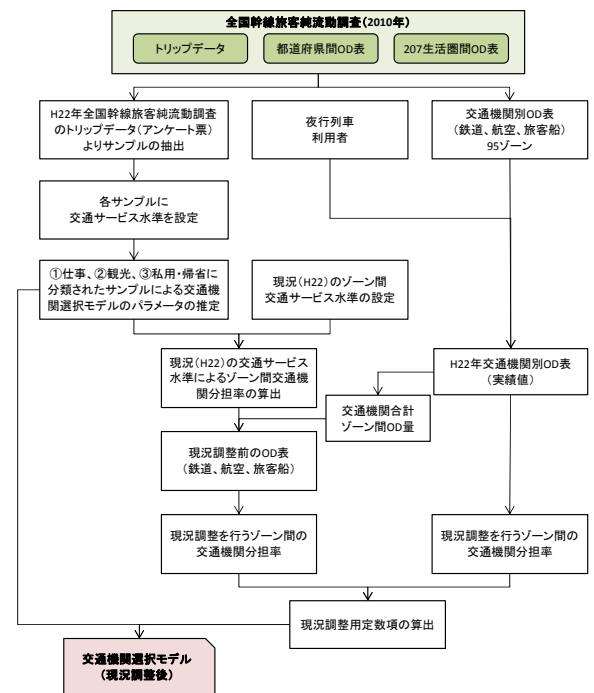 全国幹線旅客純流動調査(2010年)
トリップデータ
都道府県間OD表
207生活圏間OD表
H22年全国幹線旅客純流動調査
のトリップデータ(アンケート票)
よりサンプルの抽出
夜行列車
利用者
交通機関別OD表
(鉄道、航空、旅客船)
95ゾーン
各サンプルに
交通サービス水準を設定
①仕事、②観光、③私用・帰省に
分類されたサンプルによる交通機
関選択モデルのパラメータの推定
現況(H22)のゾーン間
交通サービス水準の設定
現況(H22)の交通サービス
水準によるゾーン間交通機
関分担率の算出
H22年交通機関別OD表
(実績値)
交通機関合計
ゾーン間OD量
現況調整前のOD表
(鉄道、航空、旅客船)
現況調整を行うゾーン間の
交通機関分担率
現況調整を行うゾーン間の
交通機関分担率
現況調整用定数項の算出
交通機関選択モデル
(現況調整後)